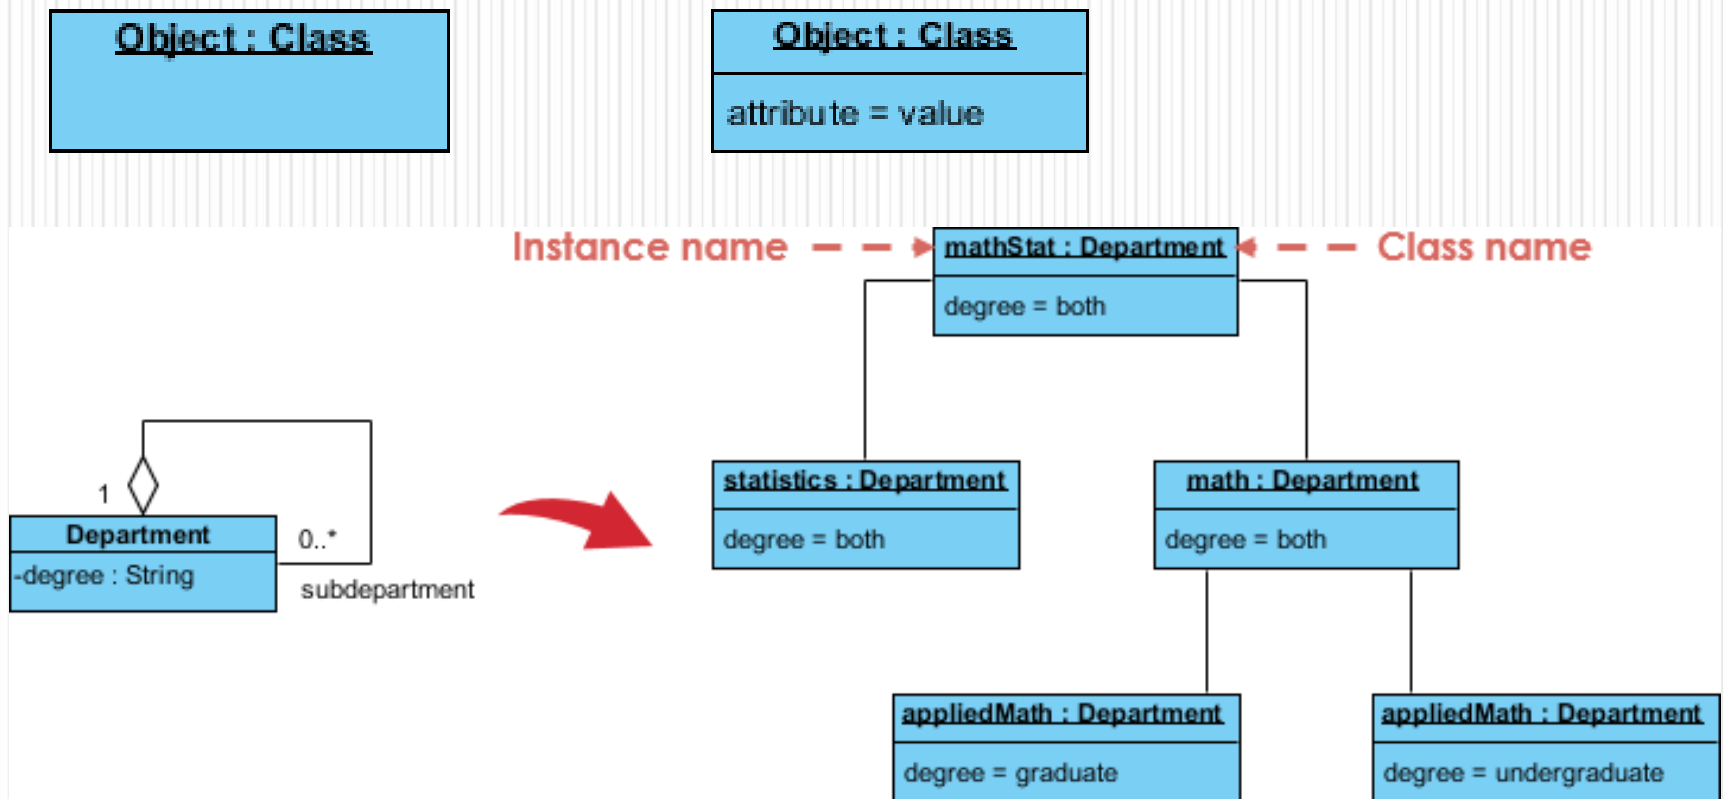 Object : Class
Object : Class
attribute = value
Instance name
mathStat : Department
Class name
degree = both
1
Department
0..*
-degree : String
subdepartment
statistics : Department
degree = both
math : Department
degree = both
appliedMath : Department
degree = graduate
appliedMath : Department
degree = undergraduate